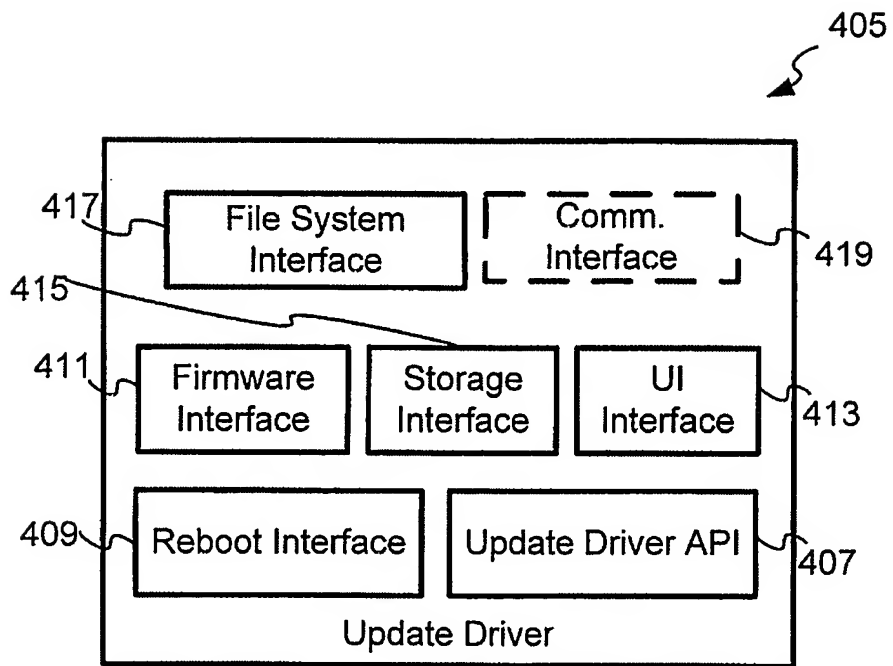 405
417
File System
Interface
Comm.
Interface
419
415
411
Firmware
Interface
Storage
Interface
UI
Interface
413
409
Reboot Interface
Update Driver API
407
Update Driver